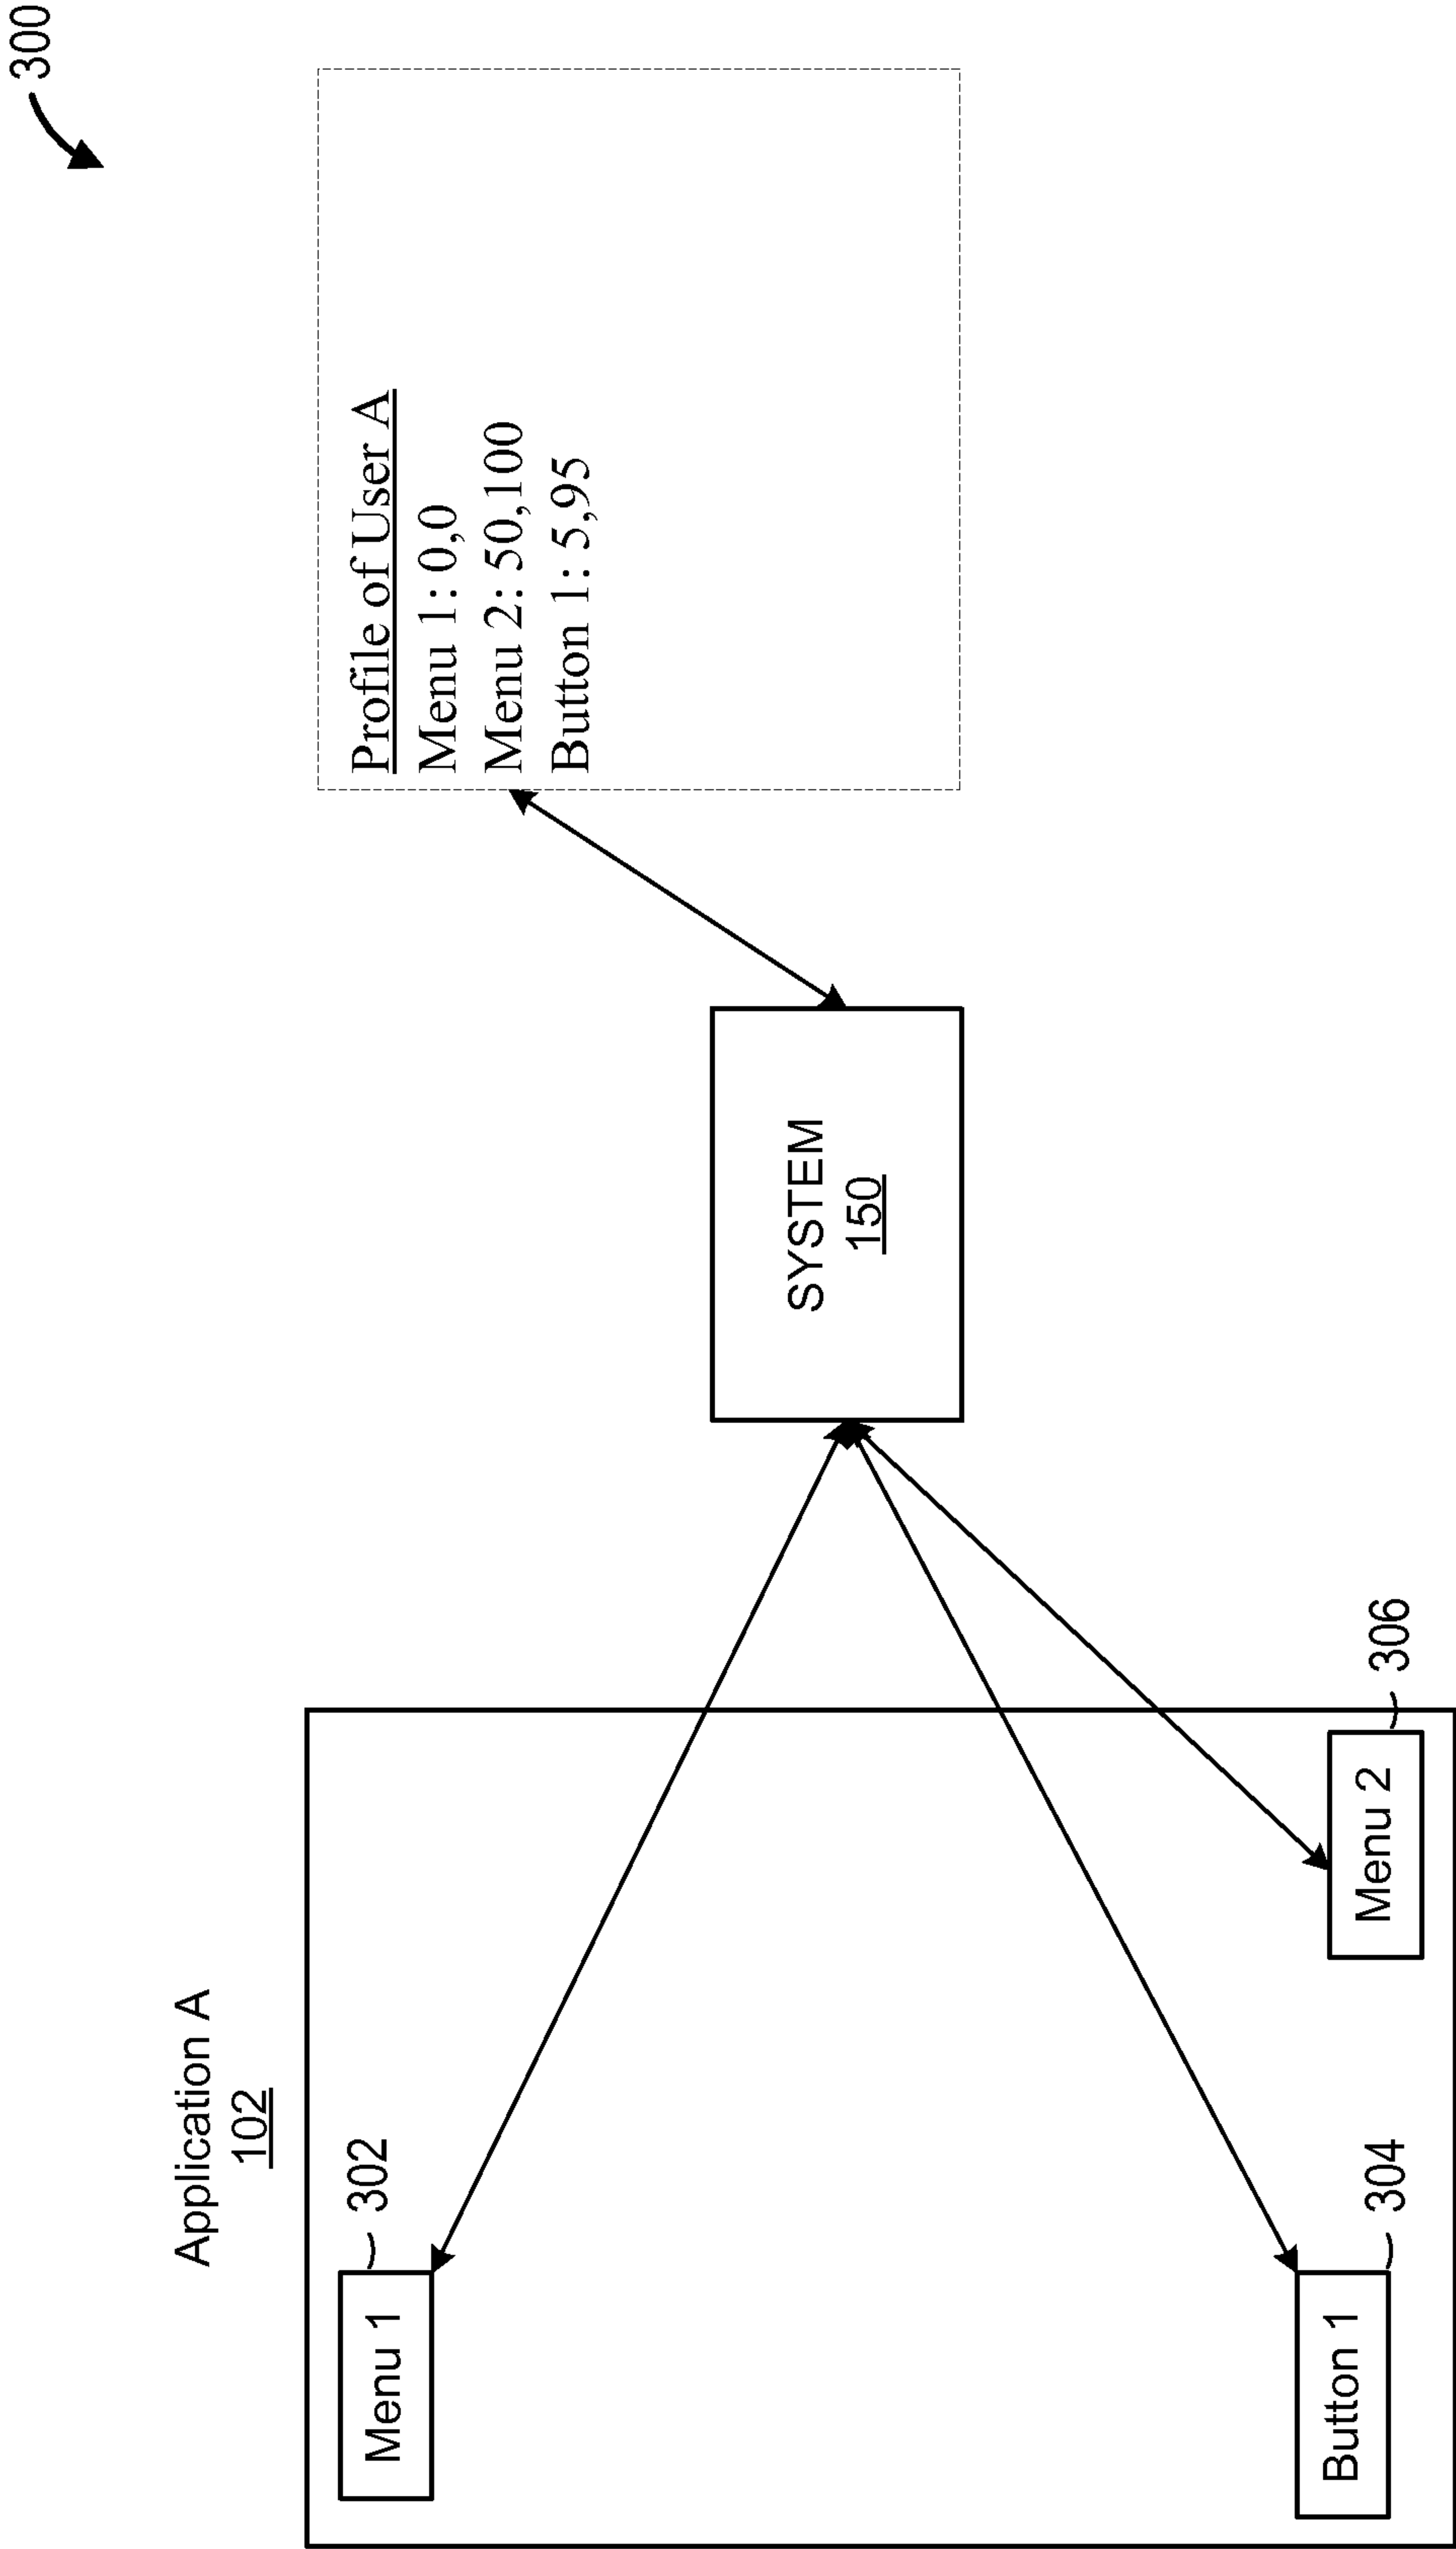 300
Application A
102
Menu 1
302
Button 1
304
Menu 2
306
SYSTEM
150
Profile of User A
Menu 1: 0,0
Menu 2: 50,100
Button 1: 5,95